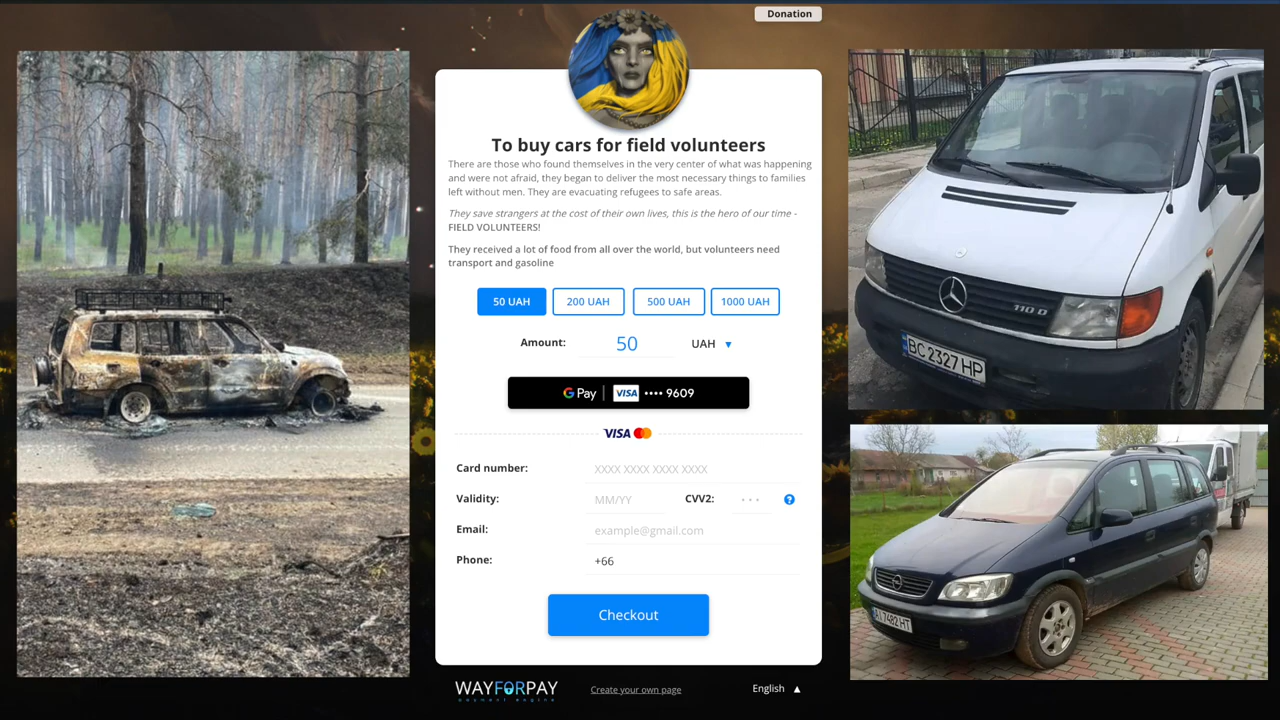 Donation
To buy cars for field volunteers
There are those who found themselves in the very center of what was happening
and were not afraid, they began to deliver the most necessary things to families
left without men. They are evacuating refugees to safe areas.
They save strangers at the cost of their own lives, this is the hero of our time -
FIELD VOLUNTEERS!
They received a lot of food from all over the world, but volunteers need
transport and gasoline
50 UAH 200 UAH 500 UAH 1000 UAH
Amount: 50 UAH
G Pay VISA •••• 9609
VISA
Card number: XXXX XXXX XXXX XXXX
Validity: MM/YY CVV2: • • • ?
Email: example@gmail.com
Phone: +66
Checkout
WAYFORPAY
payment engine
Create your own page
English
110 D
BC 2327 HP
AI 7482 HT